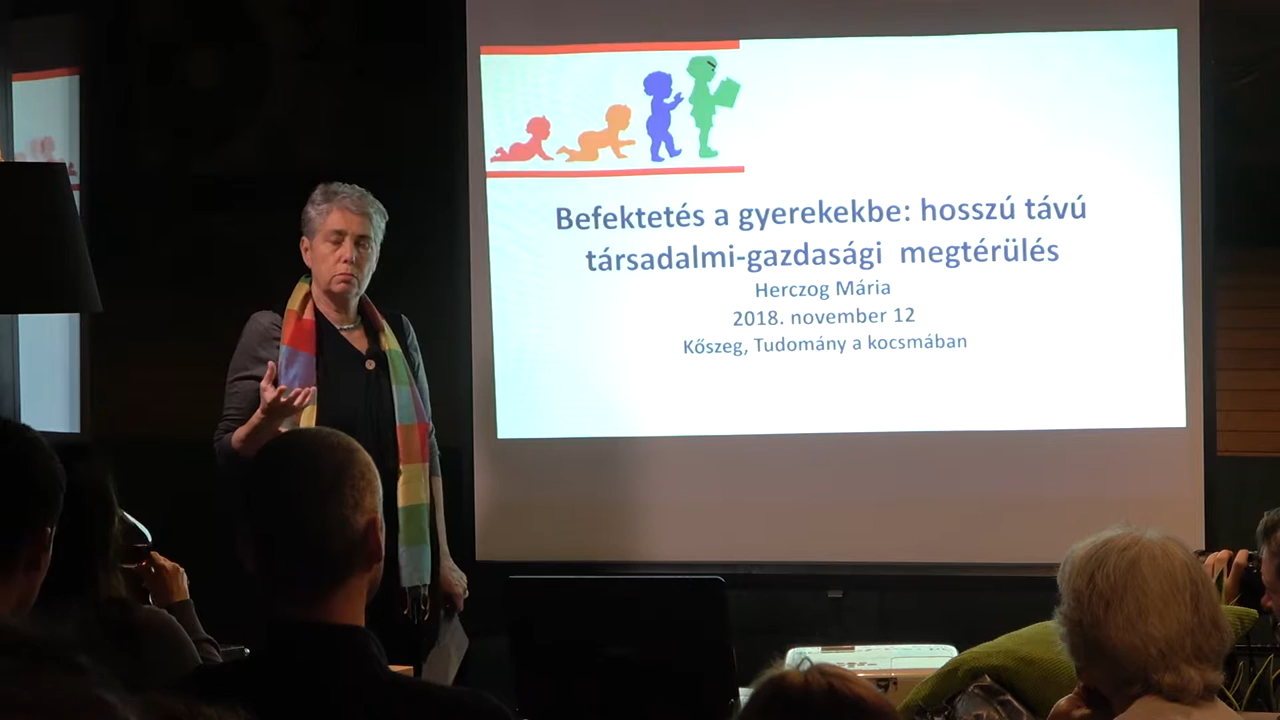 Befektetés a gyerekekbe: hosszú távú
társadalmi-gazdasági megtérülés
Herczog Mária
2018. november 12
Kőszeg, Tudomány a kocsmában